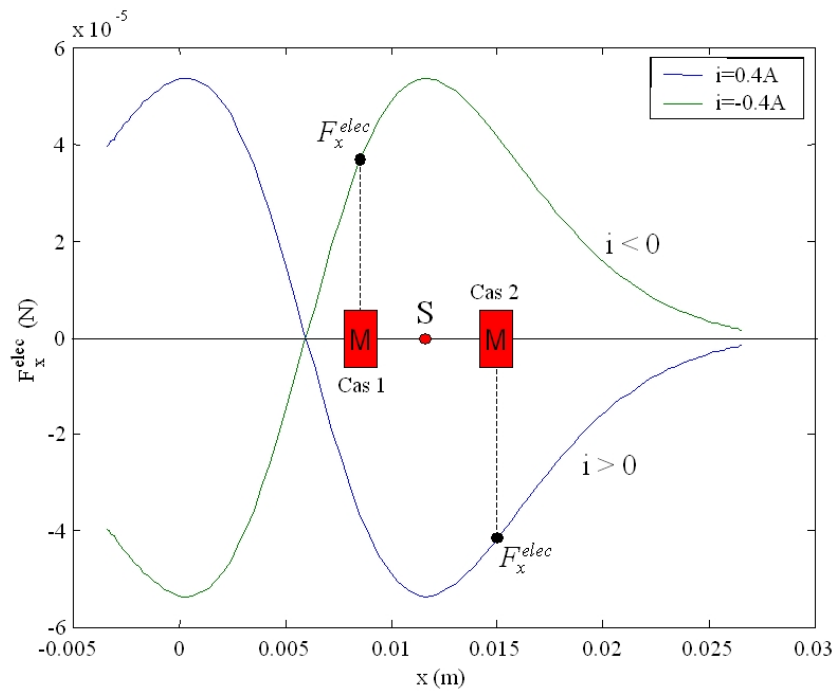 x 10^-5
6
4
2
0
-2
-4
-6
-0.005
0
0.005
0.01
0.015
0.02
0.025
0.03
F_x^elec (N)
x (m)
i=0.4A
i=-0.4A
F_x^elec
i < 0
Cas 2
S
M
M
Cas 1
i > 0
F_x^elec